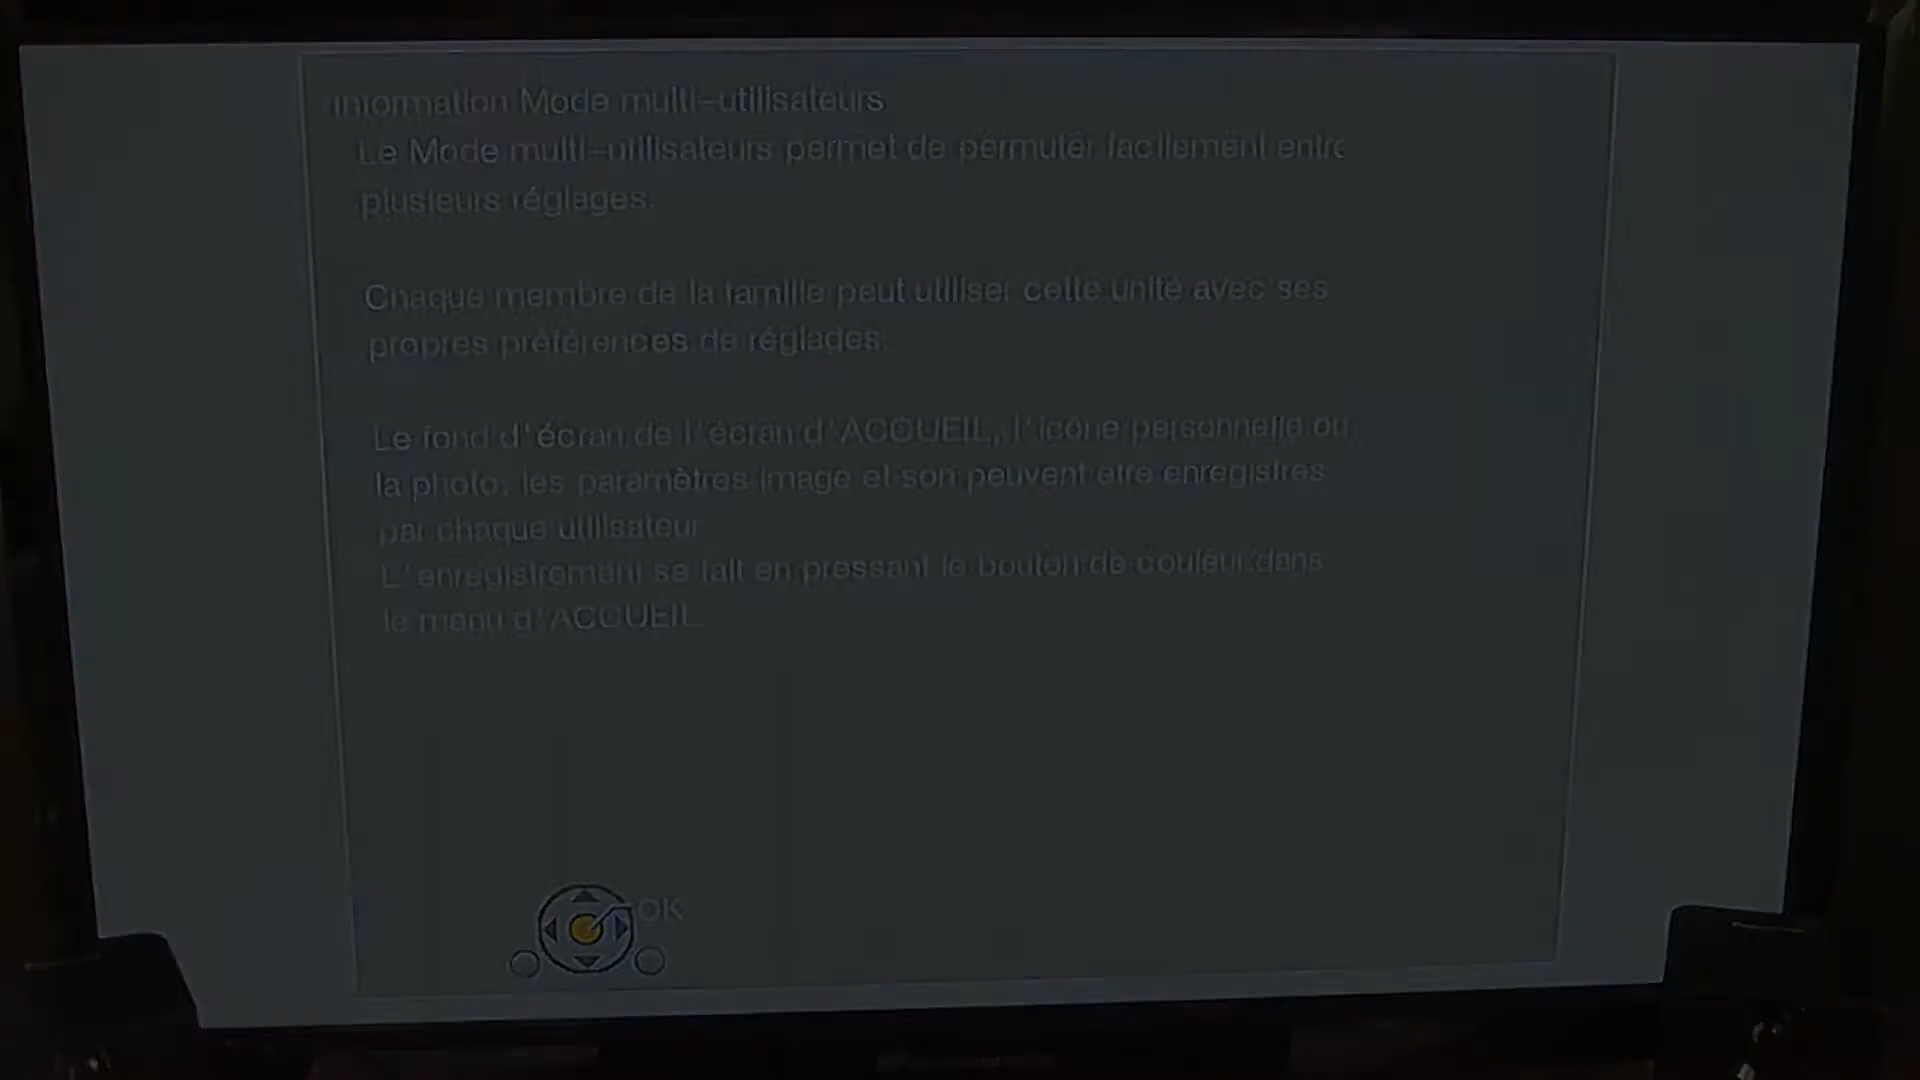 Information Mode multi-utilisateurs
Le Mode multi-utilisateurs permet de permuter facilement entre
plusieurs réglages.
Chaque membre de la famille peut utiliser cette unité avec ses
propres préférences de réglages.
Le fond d'écran de l'écran d'ACCUEIL, l'icône personnelle ou
la photo, les paramètres image et son peuvent etre enregistres
par chaque utilisateur
L'enregistrement se fait en pressant le bouton de couleur dans
le menu d'ACCUEIL
OK